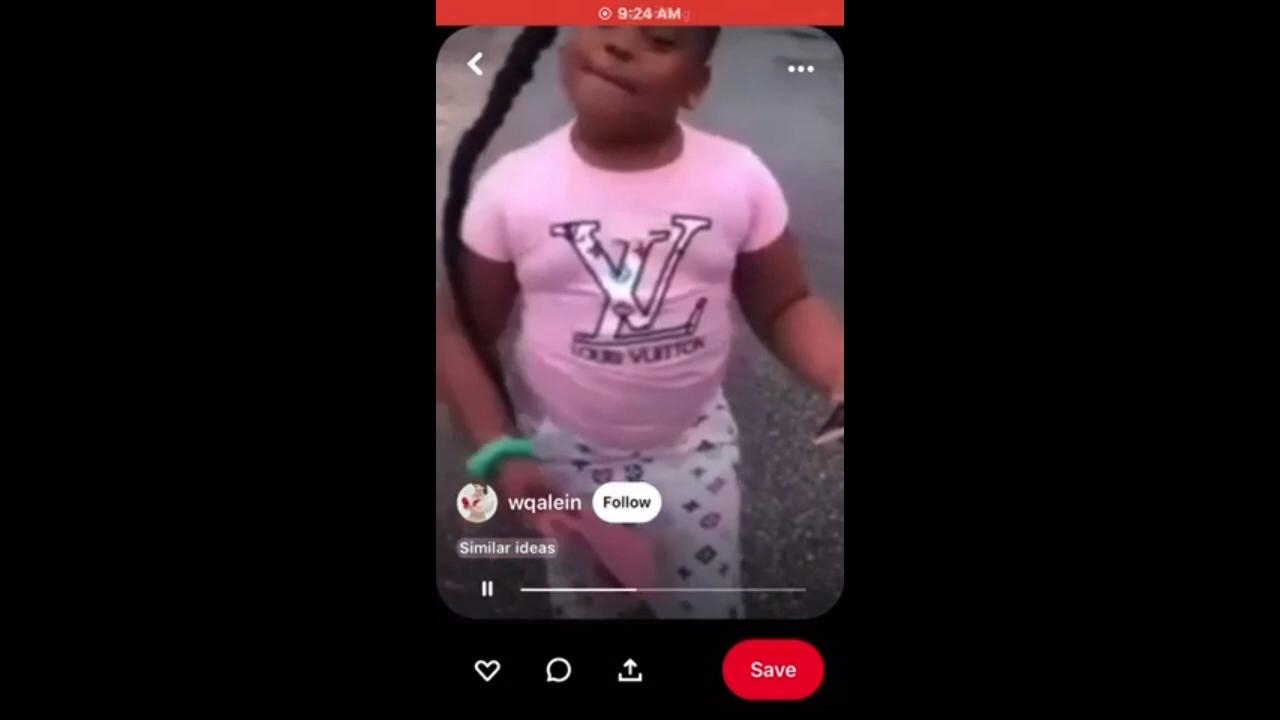 9:24 AM
LV
LOUIS VUITTON
wqalein
Follow
Similar ideas
Save